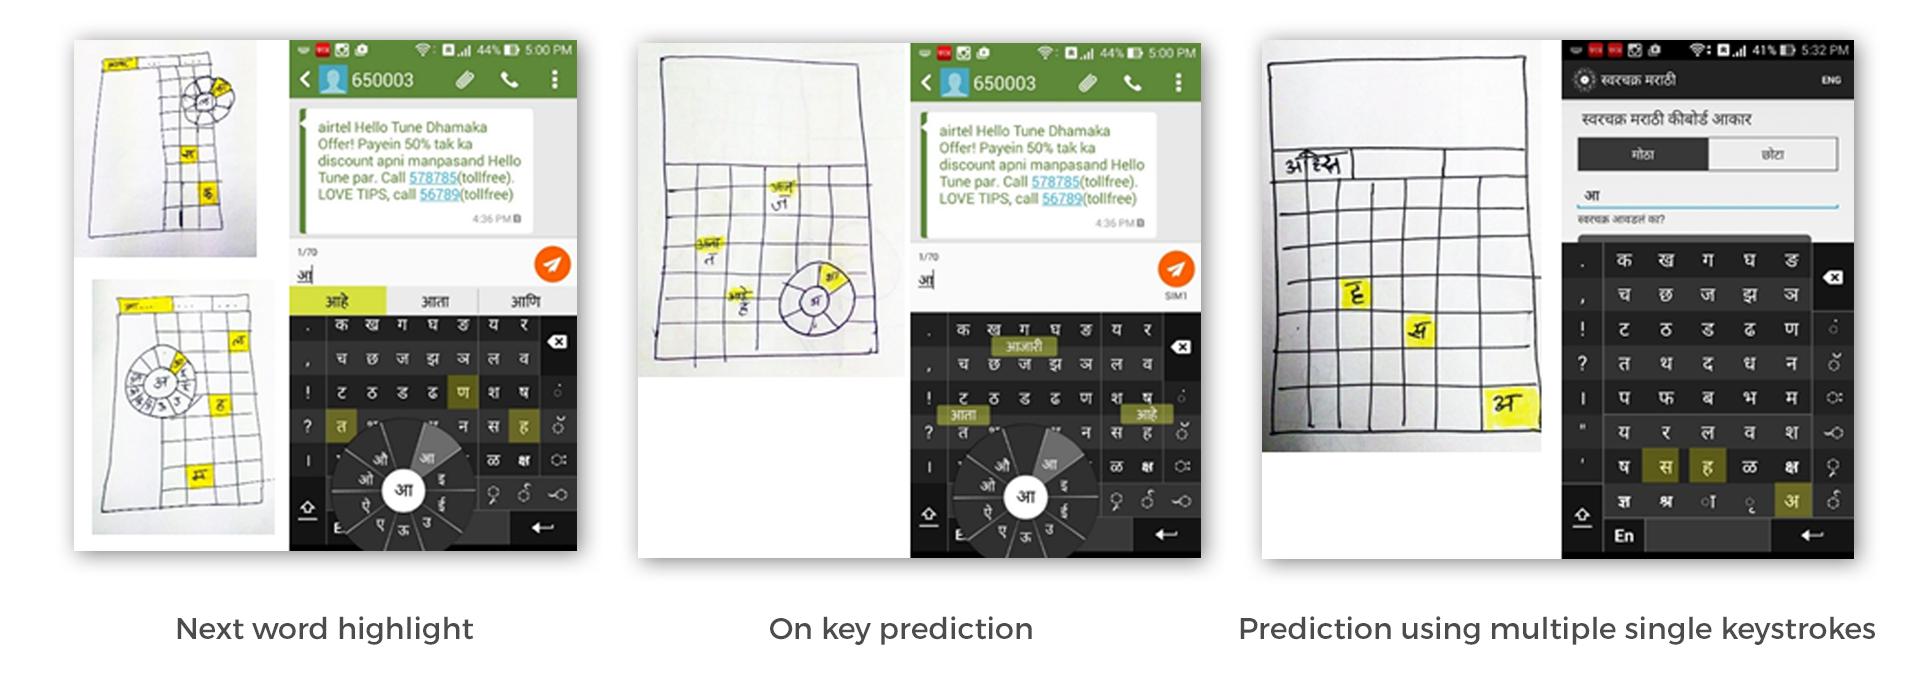 44% 5:00 PM
650003
airtel Hello Tune Dhamaka
Offer! Payein 50% tak ka
discount apni manpasand Hello
Tune par. Call 578785(tollfree).
LOVE TIPS, call 56789(tollfree)
4:36 PM
1/70
आ
आहे आता आणि
. क ख ग घ ङ य र
, च छ ज झ ञ ल व
! ट ठ ड ढ ण श ष
? त न स ह
। ळ क्ष
औ आ
ओ आ इ
ऐ ई
ए ऊ उ
Next word highlight
ज
त
ह
अ
44% 5:00 PM
650003
airtel Hello Tune Dhamaka
Offer! Payein 50% tak ka
discount apni manpasand Hello
Tune par. Call 578785(tollfree).
LOVE TIPS, call 56789(tollfree)
4:36 PM
1/70
आ
SIM1
. क ख ग घ ङ य र
आजारी
, च छ ज झ ञ ल व
! ट ठ ड ढ ण श ष
आता आहे
? त न स ह
। ळ क्ष
औ आ
ओ आ इ
ऐ ई
ए ऊ उ
On key prediction
ह
स
अ
41% 5:32 PM
स्वरचक्र मराठी ENG
स्वरचक्र मराठी कीबोर्ड आकार
मोठा छोटा
आ
स्वरचक्र आवडलं का?
. क ख ग घ ङ
, च छ ज झ ञ
! ट ठ ड ढ ण
? त थ द ध न
। प फ ब भ म
" य र ल व श
' ष स ह ळ क्ष
ज्ञ श्र ा ृ अ
En
Prediction using multiple single keystrokes